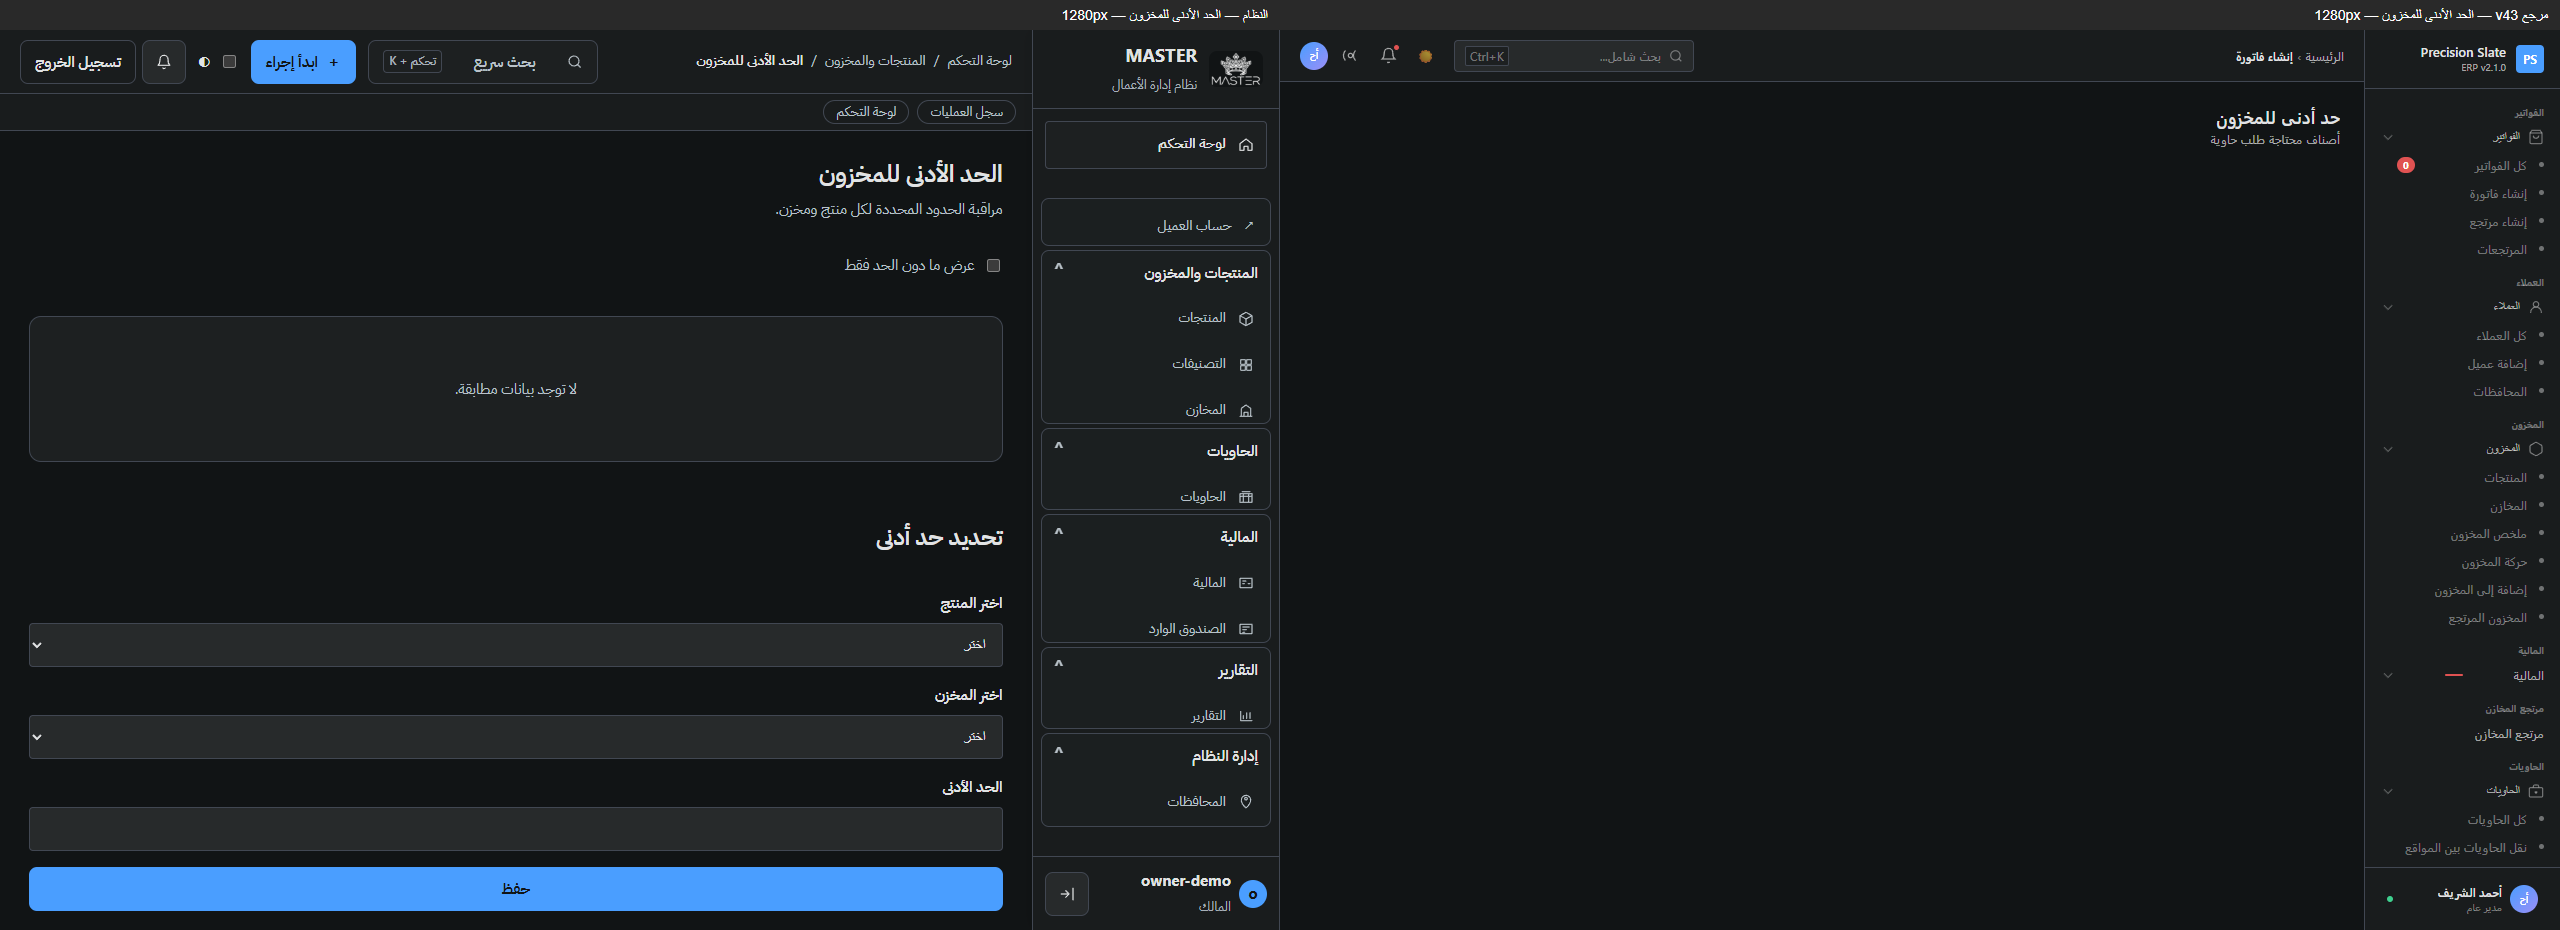 مرجع v43 — الحد الأدنى للمخزون — 1280px
Precision Slate
ERP v2.1.0
PS
الفواتير
الفواتير
كل الفواتير
0
إنشاء فاتورة
إنشاء مرتجع
المرتجعات
العملاء
العملاء
كل العملاء
إضافة عميل
المحافظات
المخزون
المخزون
المنتجات
المخازن
ملخص المخزون
حركة المخزون
إضافة إلى المخزون
المخزون المرتجع
المالية
المالية
مرتجع المخازن
مرتجع المخازن
الحاويات
الحاويات
كل الحاويات
نقل الحاويات بين المواقع
أحمد الشريف
مدير عام
أح
الرئيسية › إنشاء فاتورة
بحث شامل...
Ctrl+K
أح
حد أدنى للمخزون
أصناف محتاجة طلب حاوية
النظام — الحد الأدنى للمخزون — 1280px
MASTER
MASTER
نظام إدارة الأعمال
لوحة التحكم
حساب العميل
المنتجات والمخزون
المنتجات
التصنيفات
المخازن
الحاويات
الحاويات
المالية
المالية
الصندوق الوارد
التقارير
التقارير
إدارة النظام
المحافظات
owner-demo
المالك
o
لوحة التحكم / المنتجات والمخزون / الحد الأدنى للمخزون
بحث سريع
تحكم + K
+ ابدأ إجراء
تسجيل الخروج
سجل العمليات
لوحة التحكم
الحد الأدنى للمخزون
مراقبة الحدود المحددة لكل منتج ومخزن.
عرض ما دون الحد فقط
لا توجد بيانات مطابقة.
تحديد حد أدنى
اختر المنتج
اختر
اختر المخزن
اختر
الحد الأدنى
حفظ